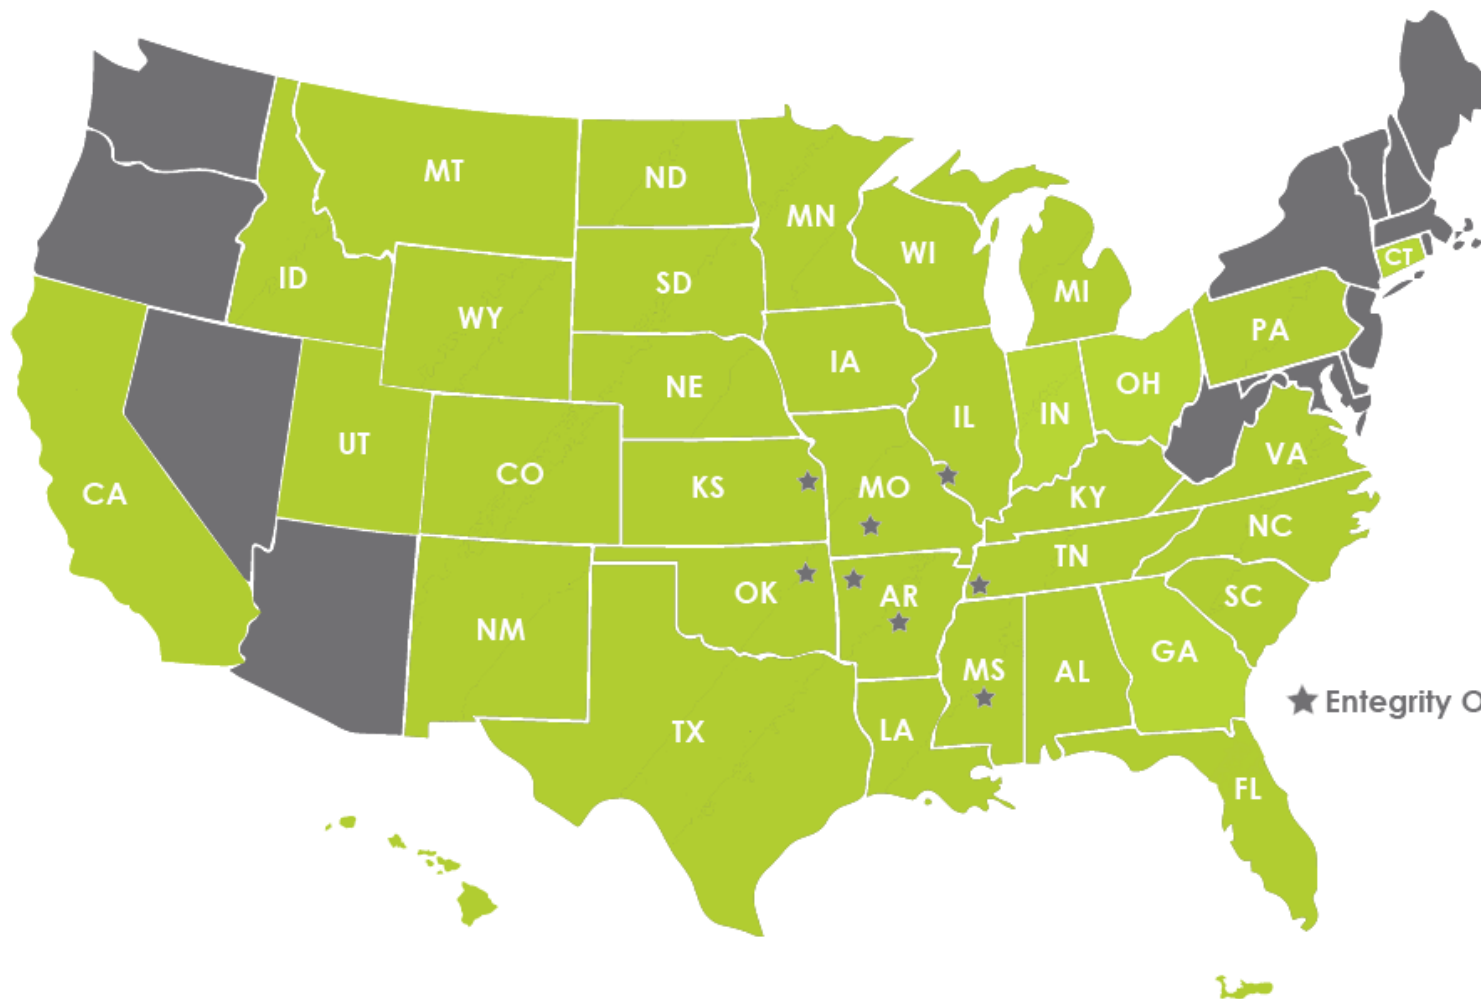 MT
ND
MN
WI
MI
ID
SD
WY
CT
PA
IA
NE
OH
IL
IN
UT
CO
KS
MO
KY
VA
CA
NC
TN
OK
AR
SC
NM
GA
MS
AL
TX
LA
Entegrity O
FL